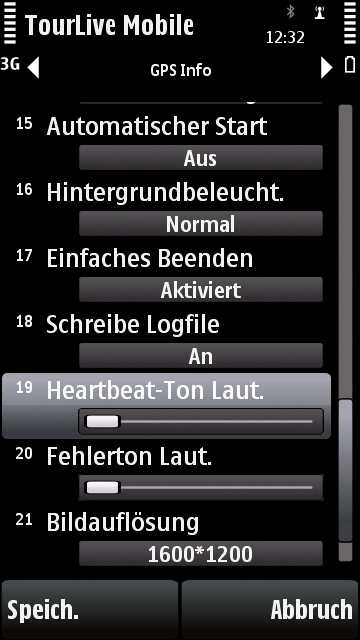 TourLive Mobile
12:32
3G
GPS Info
15 Automatischer Start
Aus
16 Hintergrundbeleucht.
Normal
17 Einfaches Beenden
Aktiviert
18 Schreibe Logfile
An
19 Heartbeat-Ton Laut.
20 Fehlerton Laut.
21 Bildauflösung
1600*1200
Speich. Abbruch